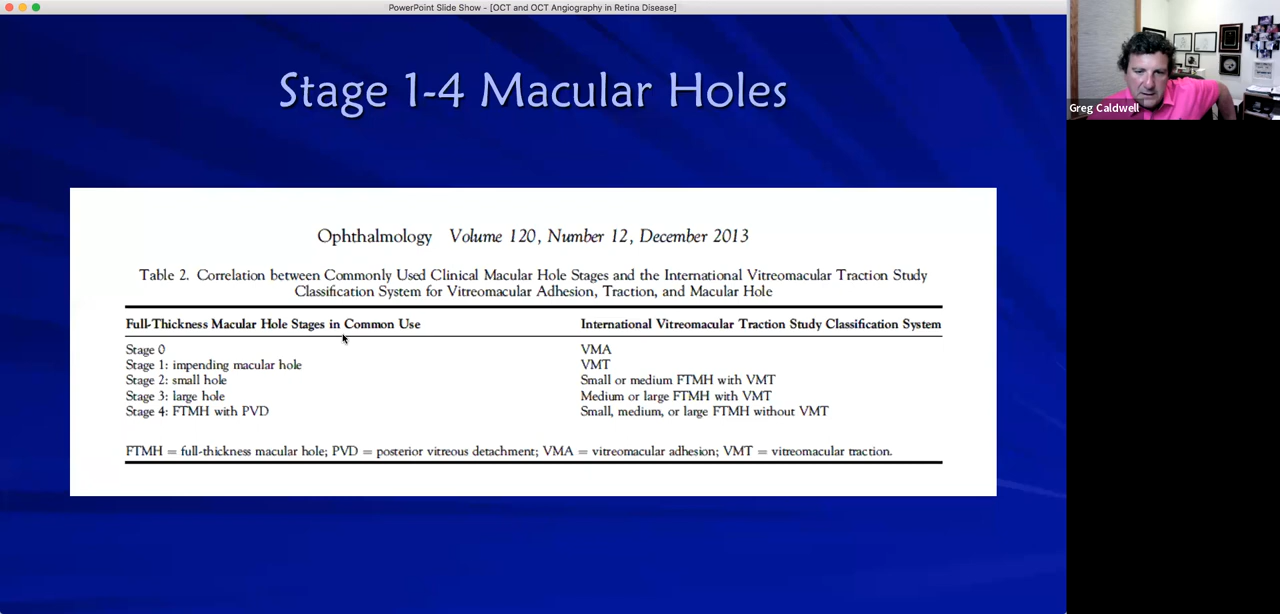 PowerPoint Slide Show - [OCT and OCT Angiography in Retina Disease]
Stage 1-4 Macular Holes
Greg Caldwell
Ophthalmology Volume 120, Number 12, December 2013
Table 2. Correlation between Commonly Used Clinical Macular Hole Stages and the International Vitreomacular Traction Study
Classification System for Vitreomacular Adhesion, Traction, and Macular Hole
Full-Thickness Macular Hole Stages in Common Use International Vitreomacular Traction Study Classification System
Stage 0 VMA
Stage 1: impending macular hole VMT
Stage 2: small hole Small or medium FTMH with VMT
Stage 3: large hole Medium or large FTMH with VMT
Stage 4: FTMH with PVD Small, medium, or large FTMH without VMT
FTMH = full-thickness macular hole; PVD = posterior vitreous detachment; VMA = vitreomacular adhesion; VMT = vitreomacular traction.